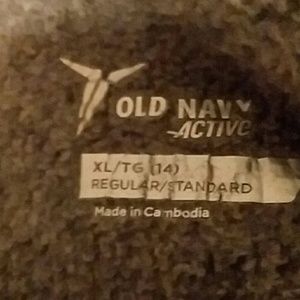 OLD NAVY
ACTIVE
XL/TG (14)
REGULAR/STANDARD
Made in Cambodia